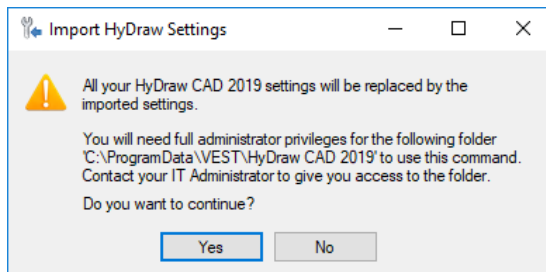 Import HyDraw Settings
All your HyDraw CAD 2019 settings will be replaced by the
imported settings.
You will need full administrator privileges for the following folder
'C:\ProgramData\VEST\HyDraw CAD 2019' to use this command.
Contact your IT Administrator to give you access to the folder.
Do you want to continue?
Yes No